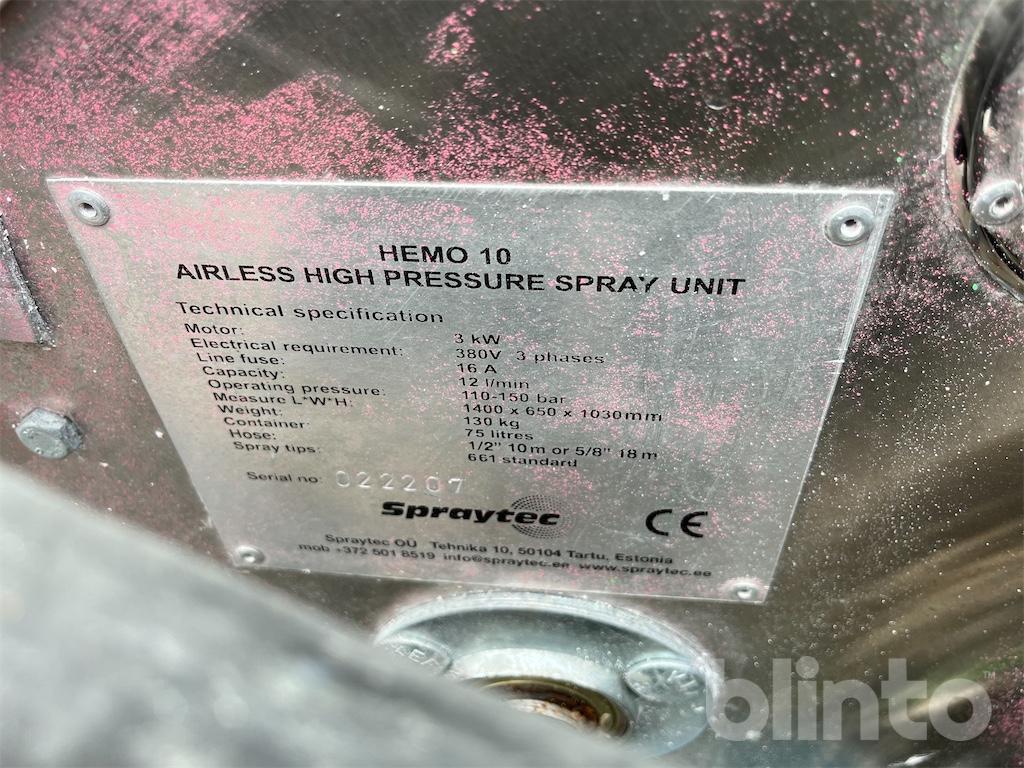 HEMO 10
AIRLESS HIGH PRESSURE SPRAY UNIT
Technical specification
Motor: 3 kW
Electrical requirement: 380V 3 phases
Line fuse: 16 A
Capacity: 12 l/min
Operating pressure: 110-150 bar
Measure L*W*H: 1400 x 650 x 1030mm
Weight: 130 kg
Container: 75 litres
Hose: 1/2" 10m or 5/8" 18m
Spray tips: 661 standard
Serial no: 022207
Spraytec CE
Spraytec OÜ Tehnika 10, 50104 Tartu, Estonia
mob +372 501 8519 info@spraytec.ee www.spraytec.ee
blinto™